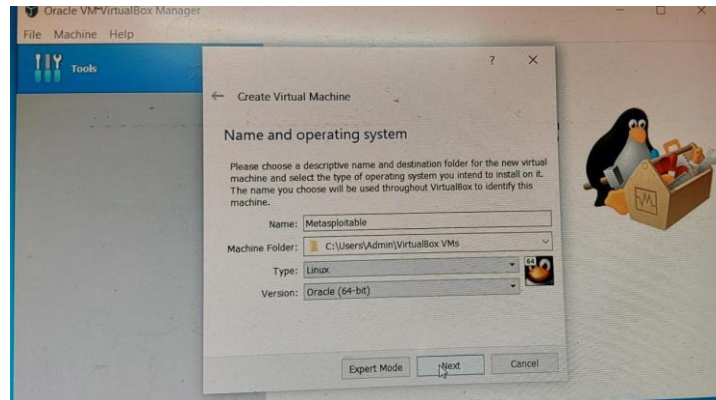 Oracle VM VirtualBox Manager
File Machine Help
Tools
? ×
← Create Virtual Machine
Name and operating system
Please choose a descriptive name and destination folder for the new virtual
machine and select the type of operating system you intend to install on it.
The name you choose will be used throughout VirtualBox to identify this
machine.
Name: Metasploitable
Machine Folder: C:\Users\Admin\VirtualBox VMs
Type: Linux
64
Version: Oracle (64-bit)
Expert Mode Next Cancel